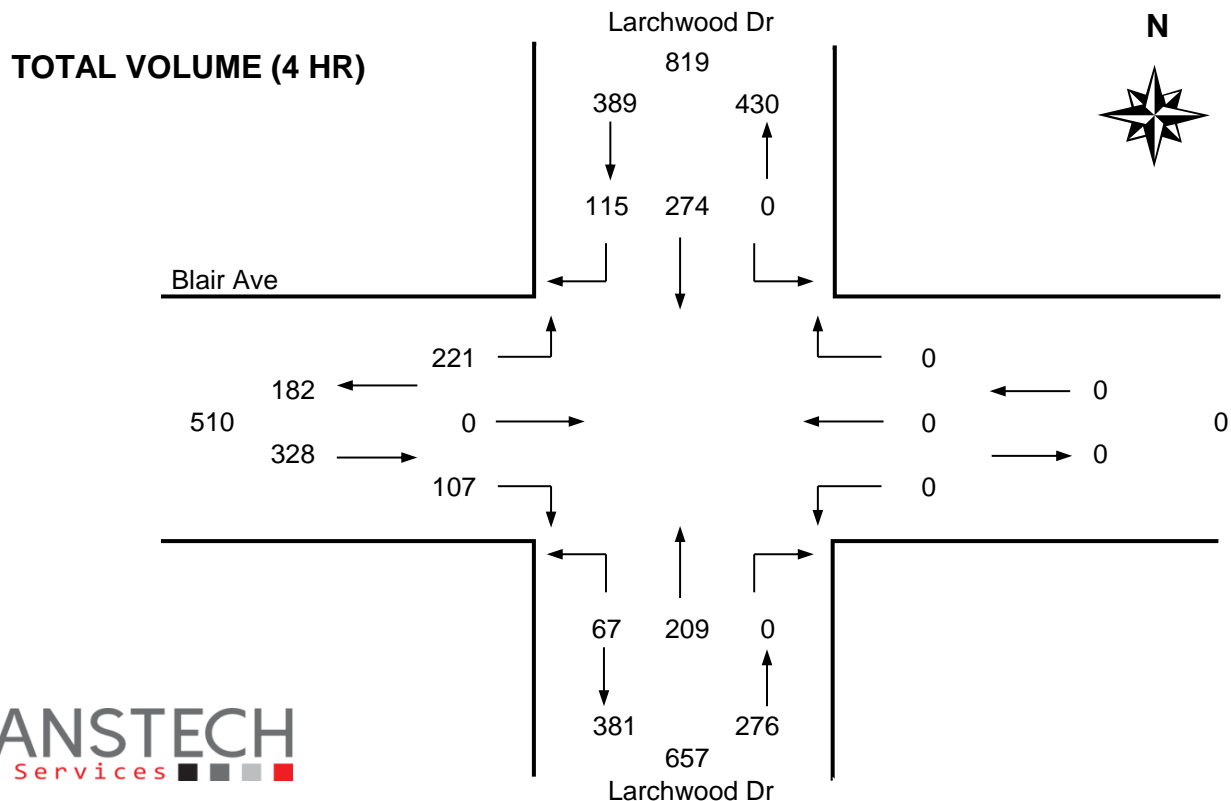 Larchwood Dr
N
TOTAL VOLUME (4 HR)
819
389 430
115 274 0
Blair Ave
221 0
182 0
510 0 0 0
328 0
107 0
67 209 0
381 276
657
ANSTECH
Services
Larchwood Dr